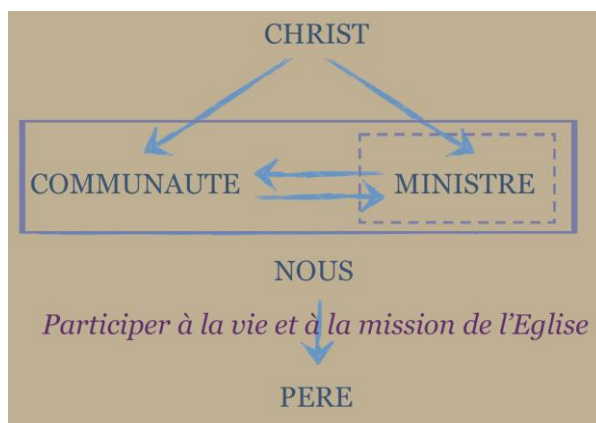 CHRIST
COMMUNAUTE MINISTRE
NOUS
Participer à la vie et à la mission de l'Eglise
PERE